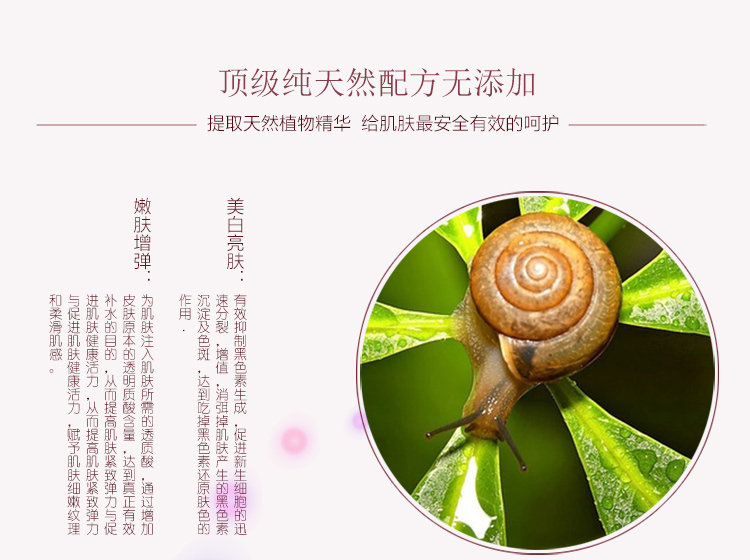 顶级纯天然配方无添加
提取天然植物精华 给肌肤最安全有效的呵护
美白亮肤：
有效抑制黑色素生成，促进新生细胞的迅
速分裂，增值，消弭掉肌肤产生的黑色素
沉淀及色斑，达到吃掉黑色素还原肤色的
作用．
嫩肤增弹：
为肌肤注入肌肤所需的透质酸，通过增加
皮肤原本的透明质酸含量，达到真正有效
补水的目的，从而提高肌肤紧致弹力与促
进肌肤健康活力，从而提高肌肤紧致弹力
与促进肌肤健康活力，赋予肌肤细嫩纹理
和柔滑肌感。